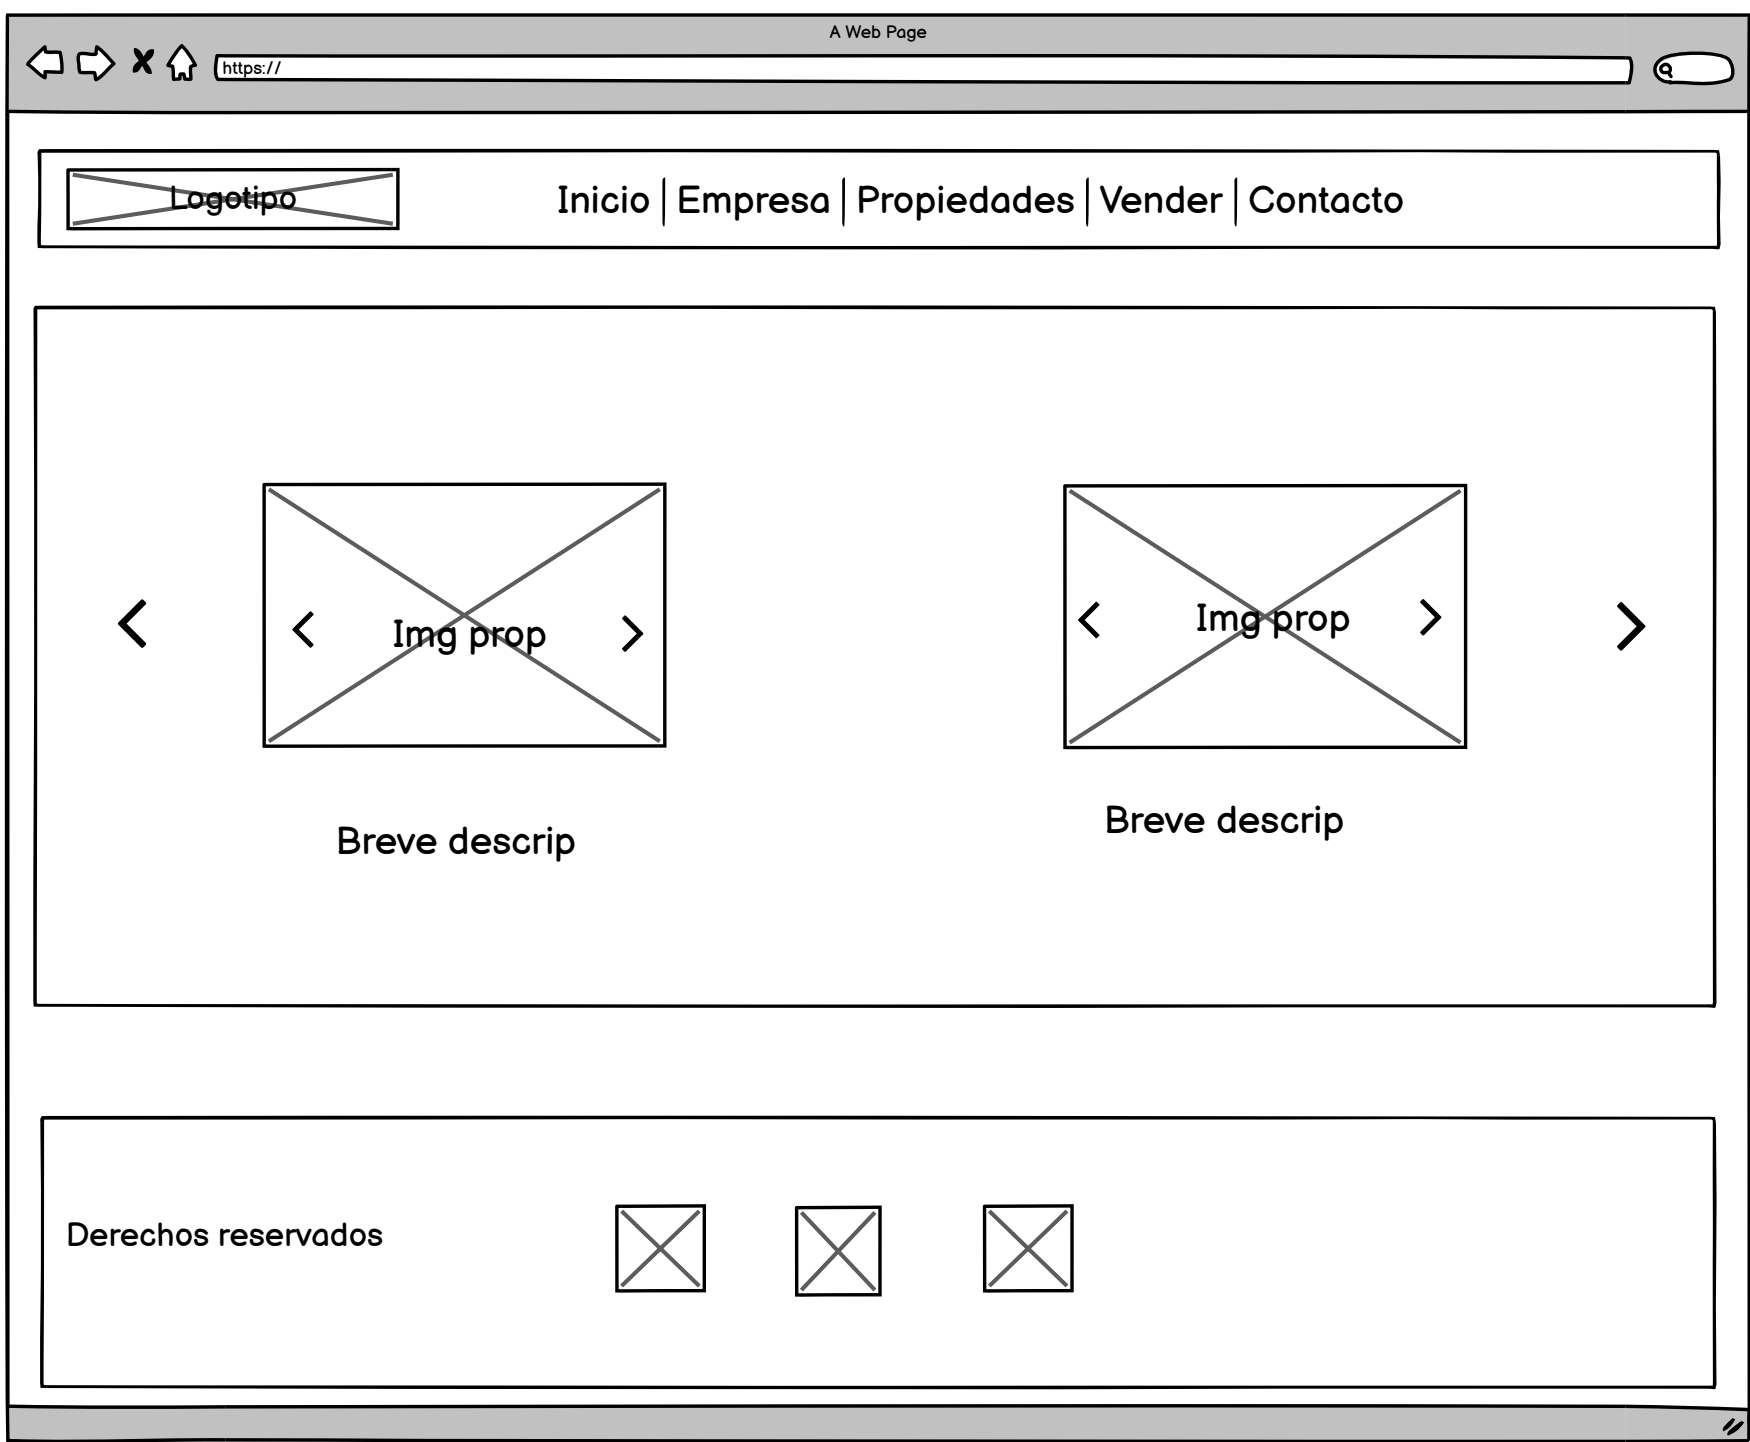 A Web Page
https://
Logotipo
Inicio | Empresa | Propiedades | Vender | Contacto
Img prop
Img prop
Breve descrip
Breve descrip
Derechos reservados